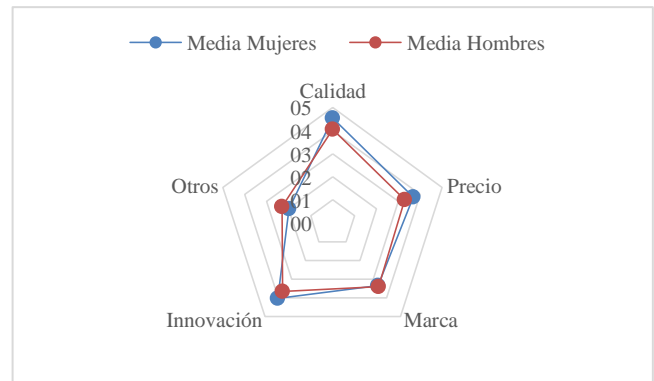 Media Mujeres Media Hombres
Calidad
05
04
03
02
01
00
Precio
Marca
Innovación
Otros